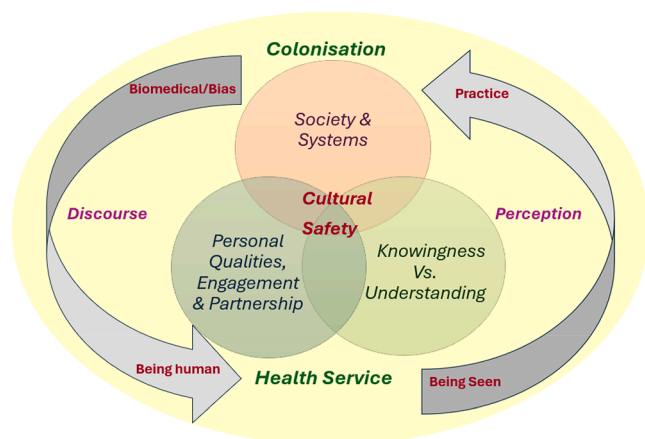 Colonisation
Biomedical/Bias
Practice
Society &
Systems
Cultural
Safety
Discourse
Perception
Personal
Qualities,
Engagement
& Partnership
Knowingness
Vs.
Understanding
Being human
Health Service
Being Seen